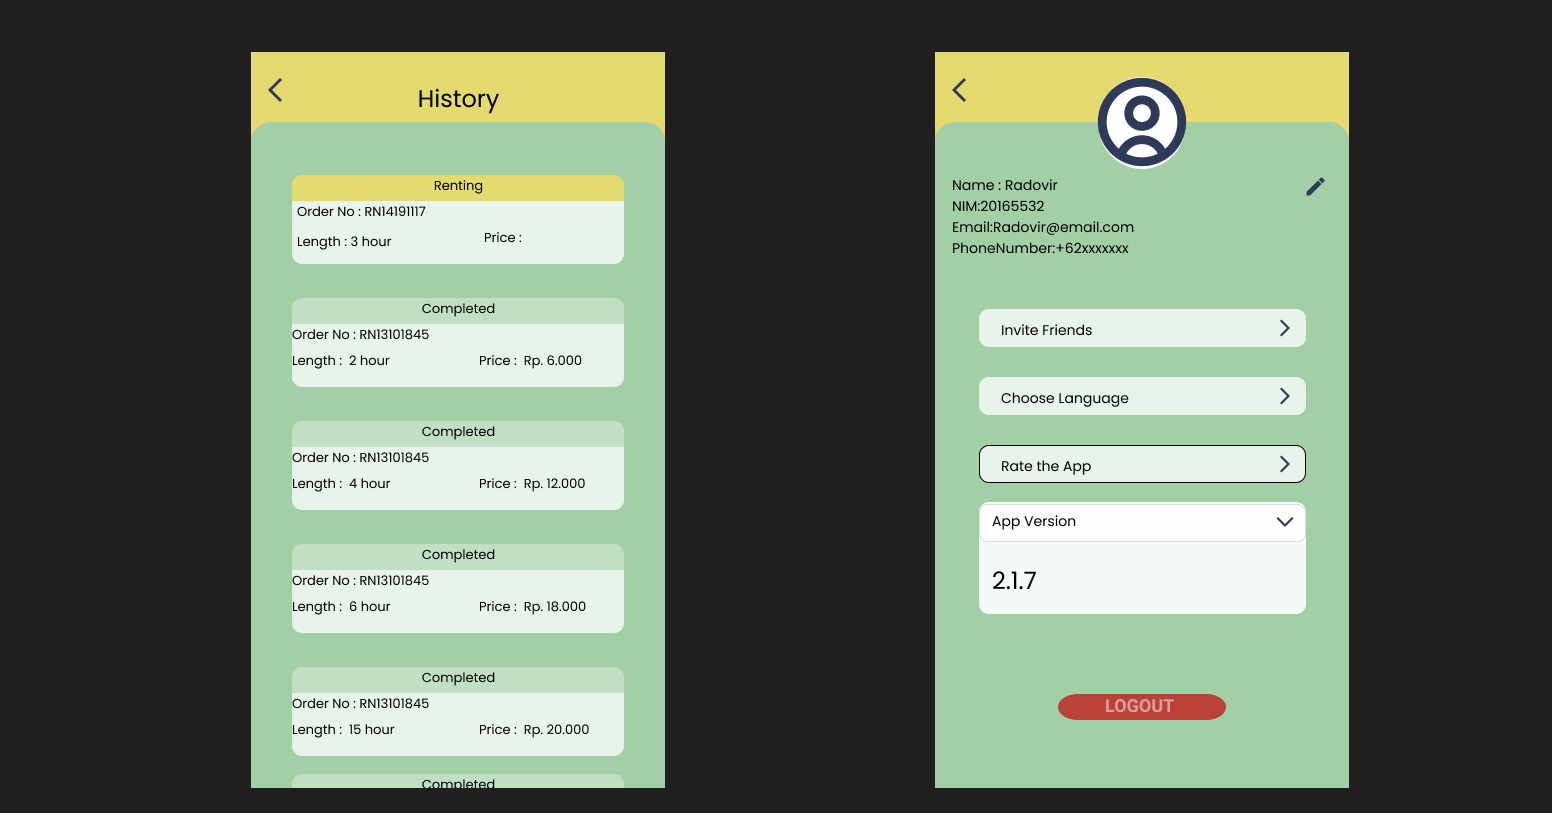 History
Renting
Order No : RN14191117
Length : 3 hour
Price :
Completed
Order No : RN13101845
Length : 2 hour
Price : Rp. 6.000
Completed
Order No : RN13101845
Length : 4 hour
Price : Rp. 12.000
Completed
Order No : RN13101845
Length : 6 hour
Price : Rp. 18.000
Completed
Order No : RN13101845
Length : 15 hour
Price : Rp. 20.000
Completed
Name : Radovir
NIM:20165532
Email:Radovir@email.com
PhoneNumber:+62xxxxxxx
Invite Friends
Choose Language
Rate the App
App Version
2.1.7
LOGOUT